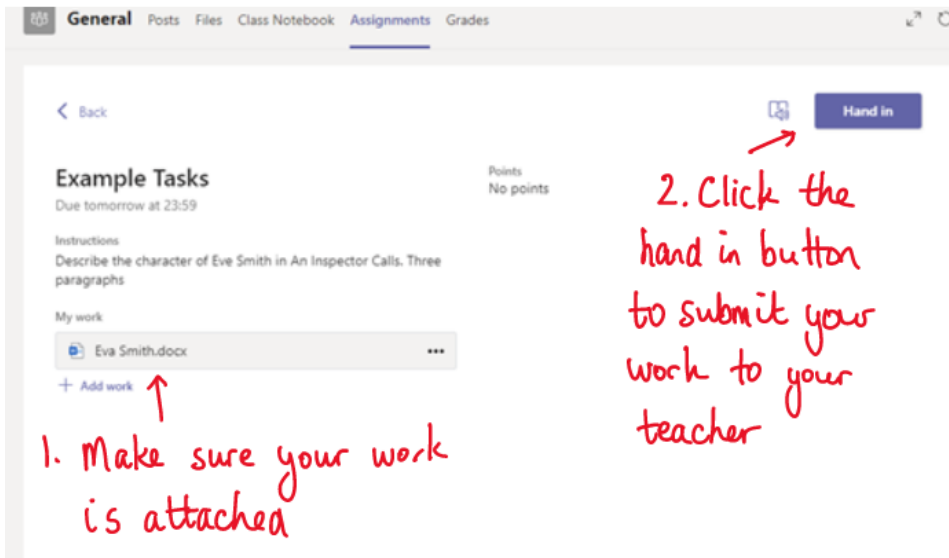 General Posts Files Class Notebook Assignments Grades
Back
Hand in
Example Tasks
Due tomorrow at 23:59
Points
No points
Instructions
Describe the character of Eve Smith in An Inspector Calls. Three
paragraphs
My work
Eva Smith.docx
+ Add work
1. Make sure your work
is attached
2. Click the
hand in button
to submit your
work to your
teacher